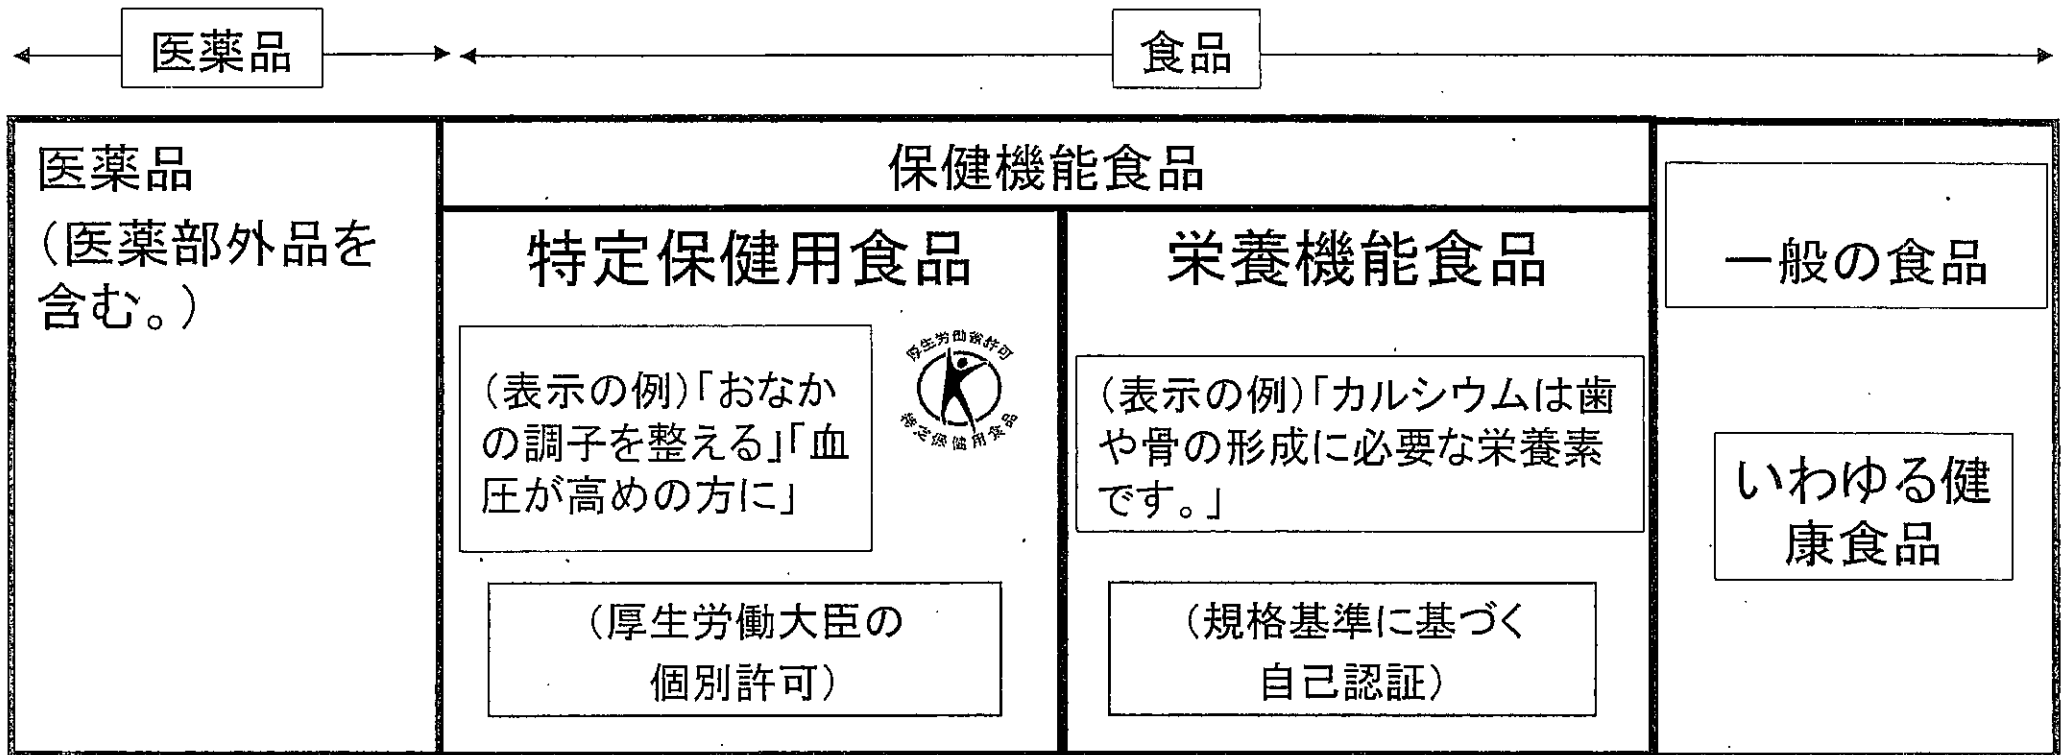 医薬品
食品
医薬品
(医薬部外品を
含む。)
保健機能食品
特定保健用食品
(表示の例)「おなか
の調子を整える」「血
圧が高めの方に」
厚生労働省許可
特定保健用食品
(厚生労働大臣の
個別許可)
栄養機能食品
(表示の例)「カルシウムは歯
や骨の形成に必要な栄養素
です。」
(規格基準に基づく
自己認証)
一般の食品
いわゆる健
康食品